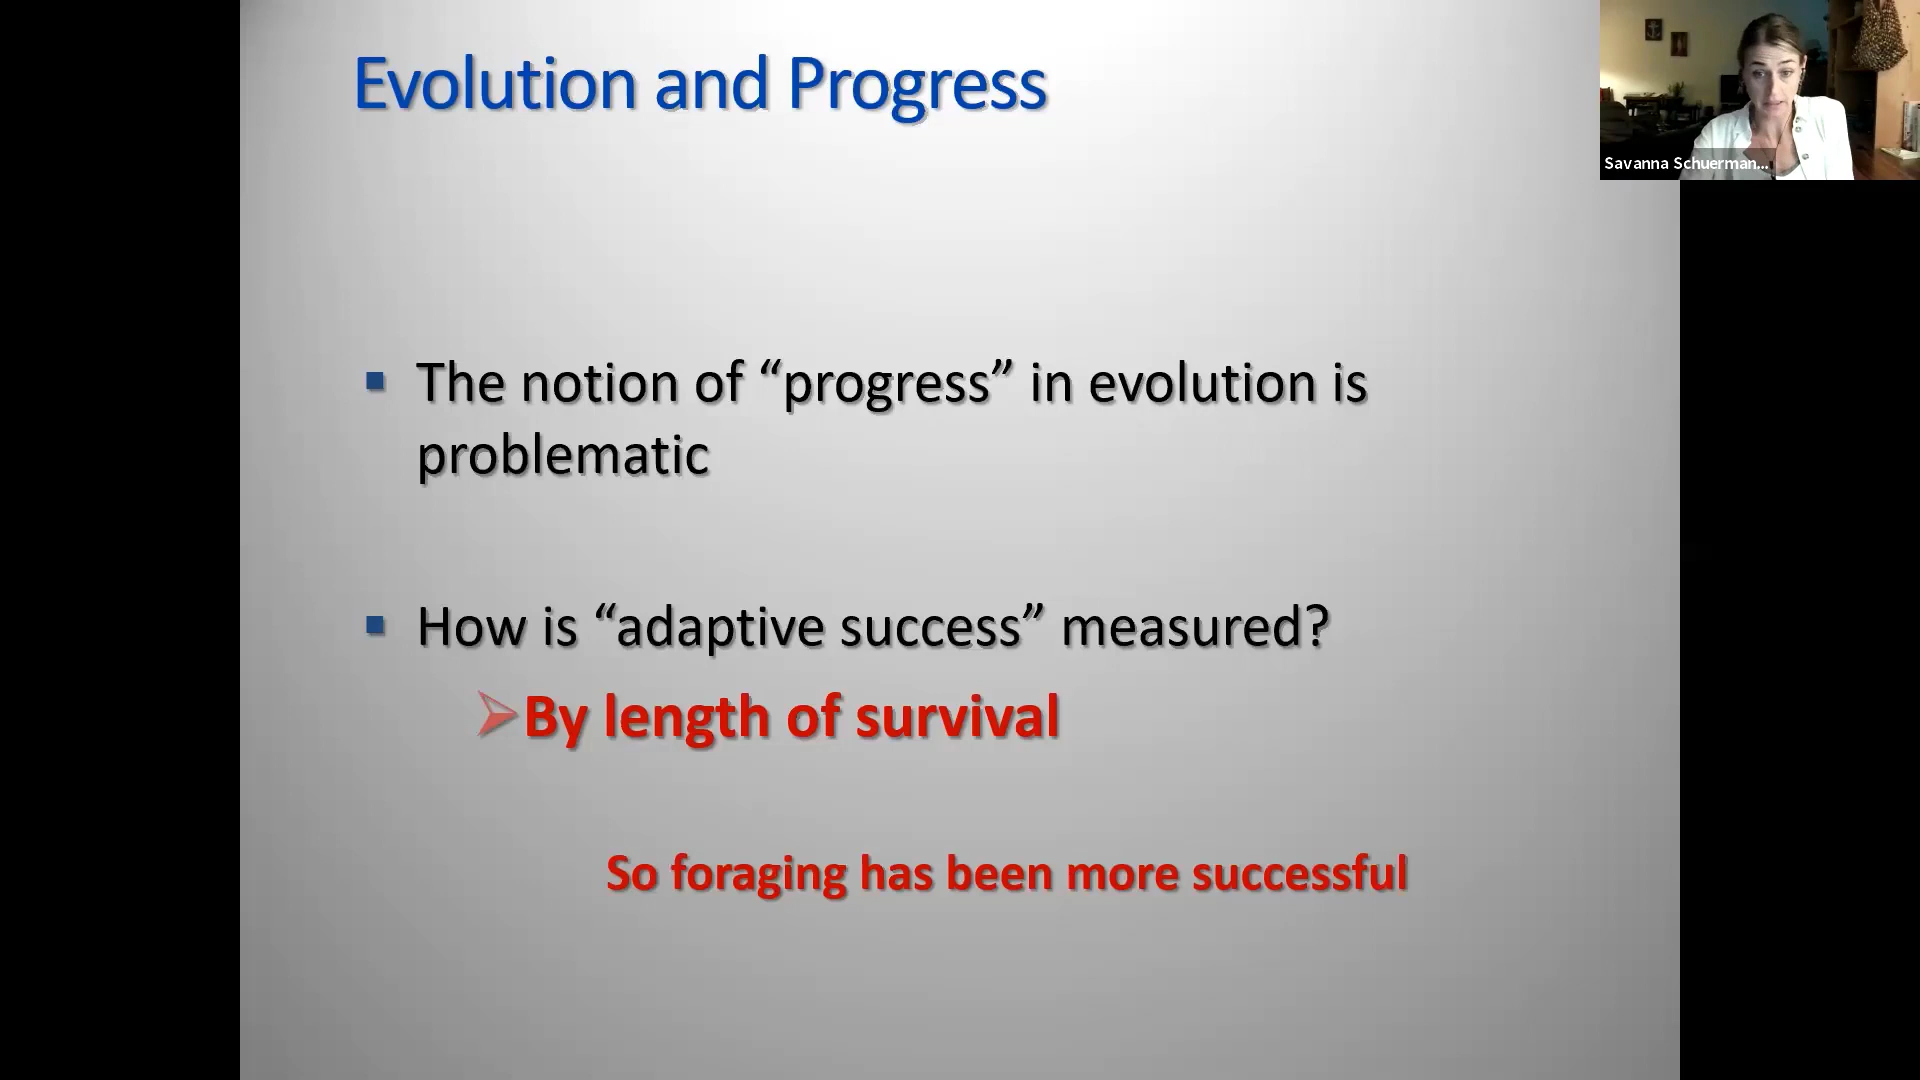 Evolution and Progress
Savanna Schuerman...
The notion of “progress” in evolution is
problematic
How is “adaptive success” measured?
By length of survival
So foraging has been more successful